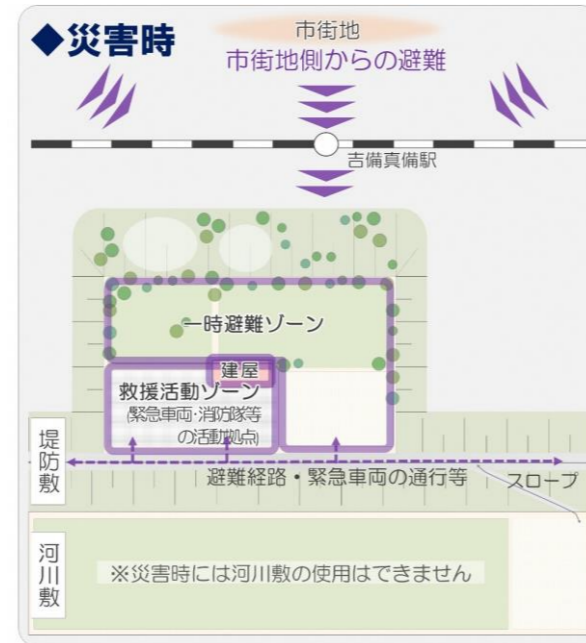 ◆災害時
市街地
市街地側からの避難
吉備真備駅
一時避難ゾーン
建屋
救援活動ゾーン
(緊急車両・消防隊等
の活動拠点)
堤防敷
避難経路・緊急車両の通行等
スロープ
河川敷
※災害時には河川敷の使用はできません